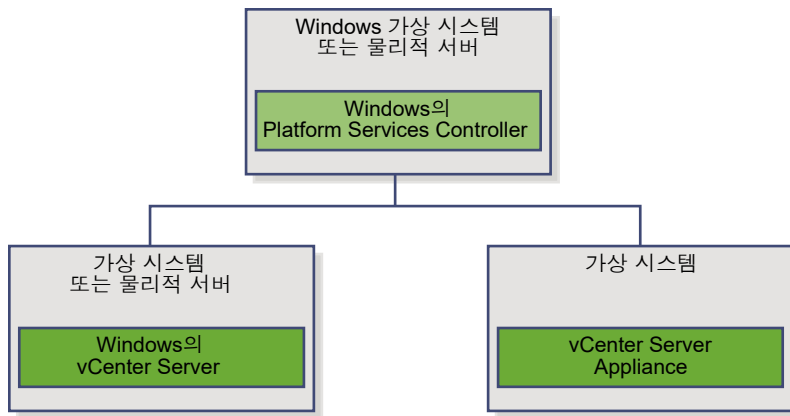 Windows 가상 시스템
또는 물리적 서버
Windows의
Platform Services Controller
가상 시스템
또는 물리적 서버
Windows의
vCenter Server
가상 시스템
vCenter Server
Appliance